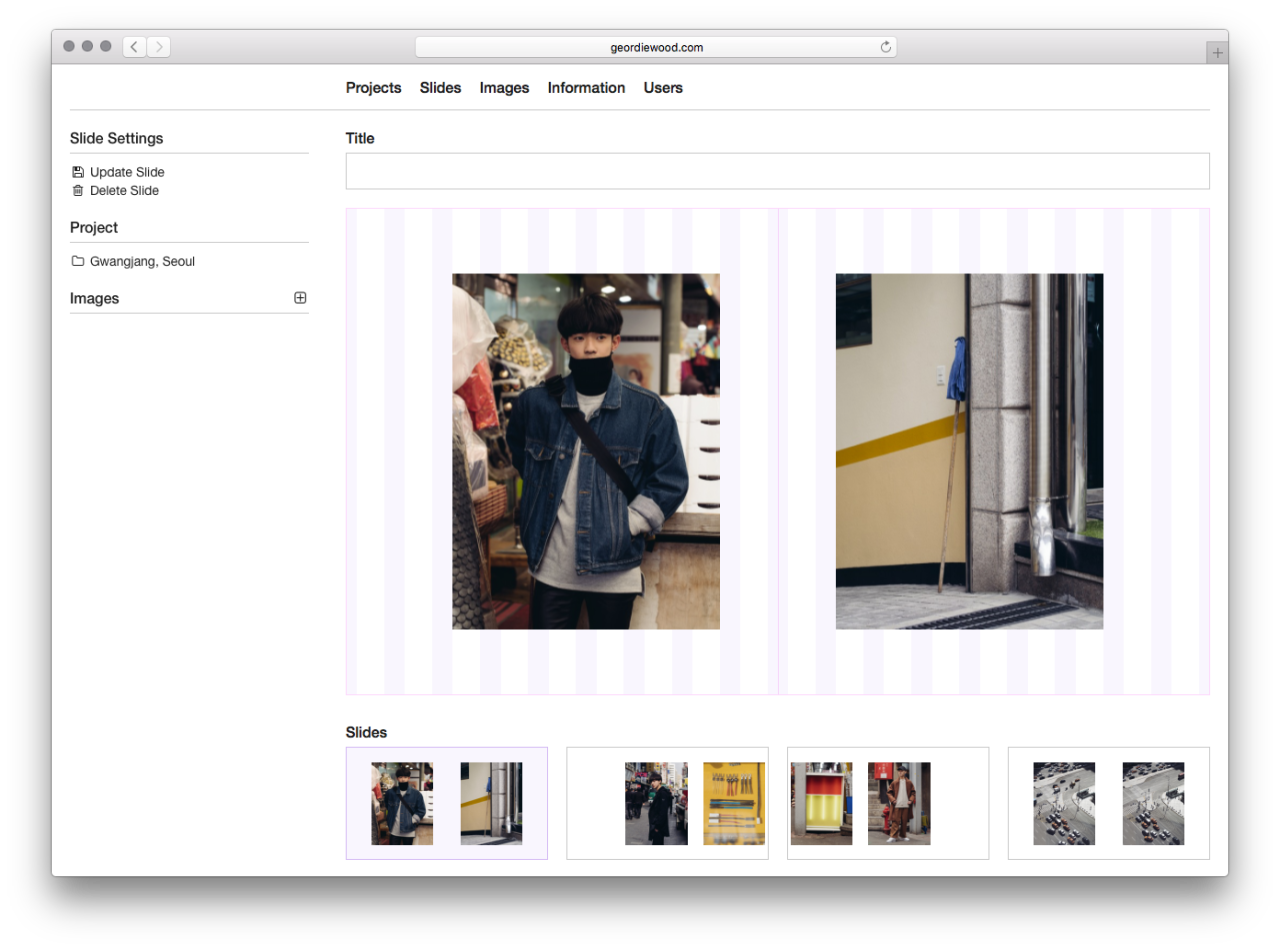 geordiewood.com
Projects Slides Images Information Users
Slide Settings
Update Slide
Delete Slide
Project
Gwangjang, Seoul
Images
Title
Slides